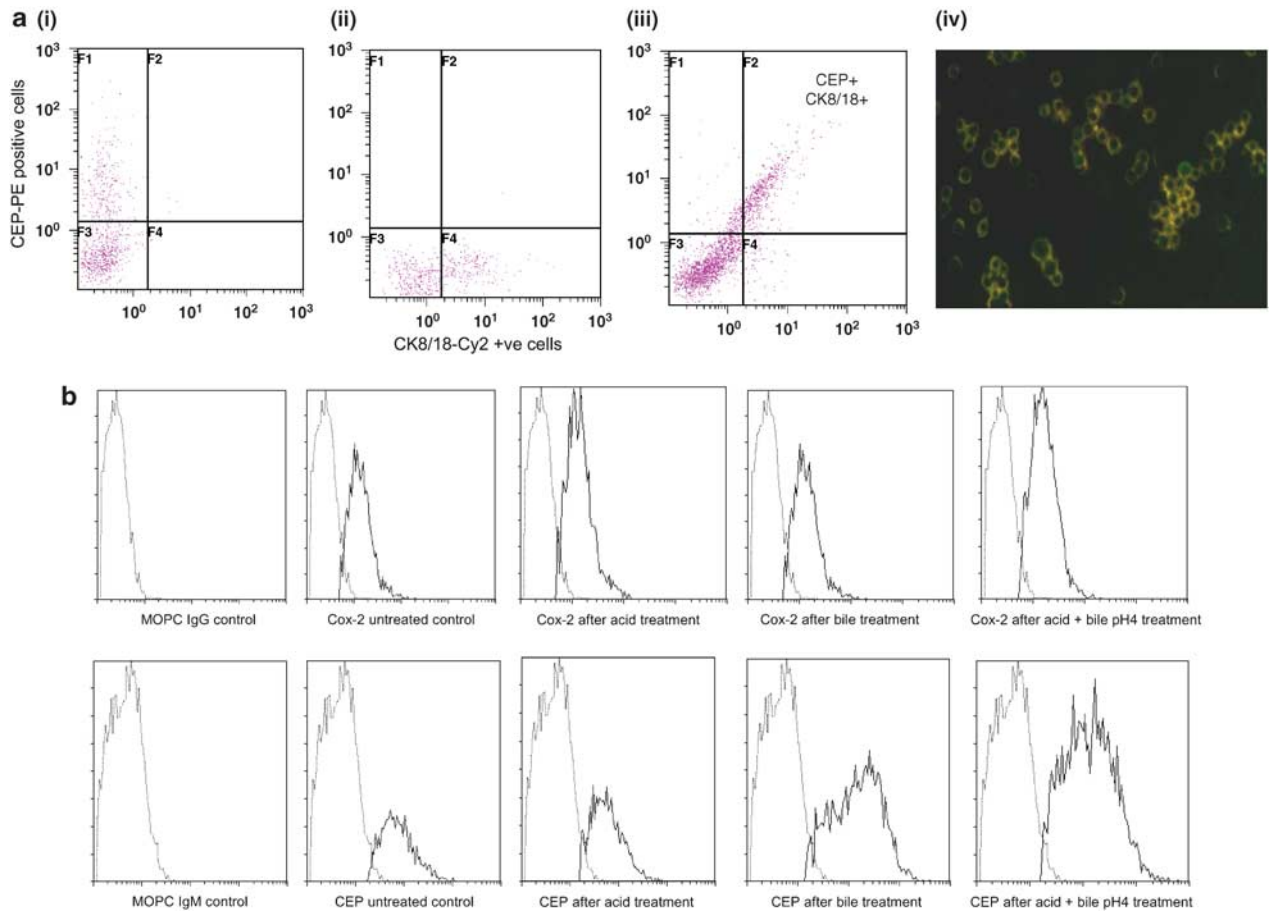 a (i) (ii) (iii) (iv)
CEP-PE positive cells
10³
10²
10¹
10⁰
F1 F2
F3 F4
10⁰ 10¹ 10² 10³
10³
10²
10¹
10⁰
F1 F2
F3 F4
10⁰ 10¹ 10² 10³
CK8/18-Cy2 +ve cells
10³
10²
10¹
10⁰
F1 F2
CEP+
CK8/18+
F3 F4
10⁰ 10¹ 10² 10³
b
MOPC IgG control
Cox-2 untreated control
Cox-2 after acid treatment
Cox-2 after bile treatment
Cox-2 after acid + bile pH4 treatment
MOPC IgM control
CEP untreated control
CEP after acid treatment
CEP after bile treatment
CEP after acid + bile pH4 treatment